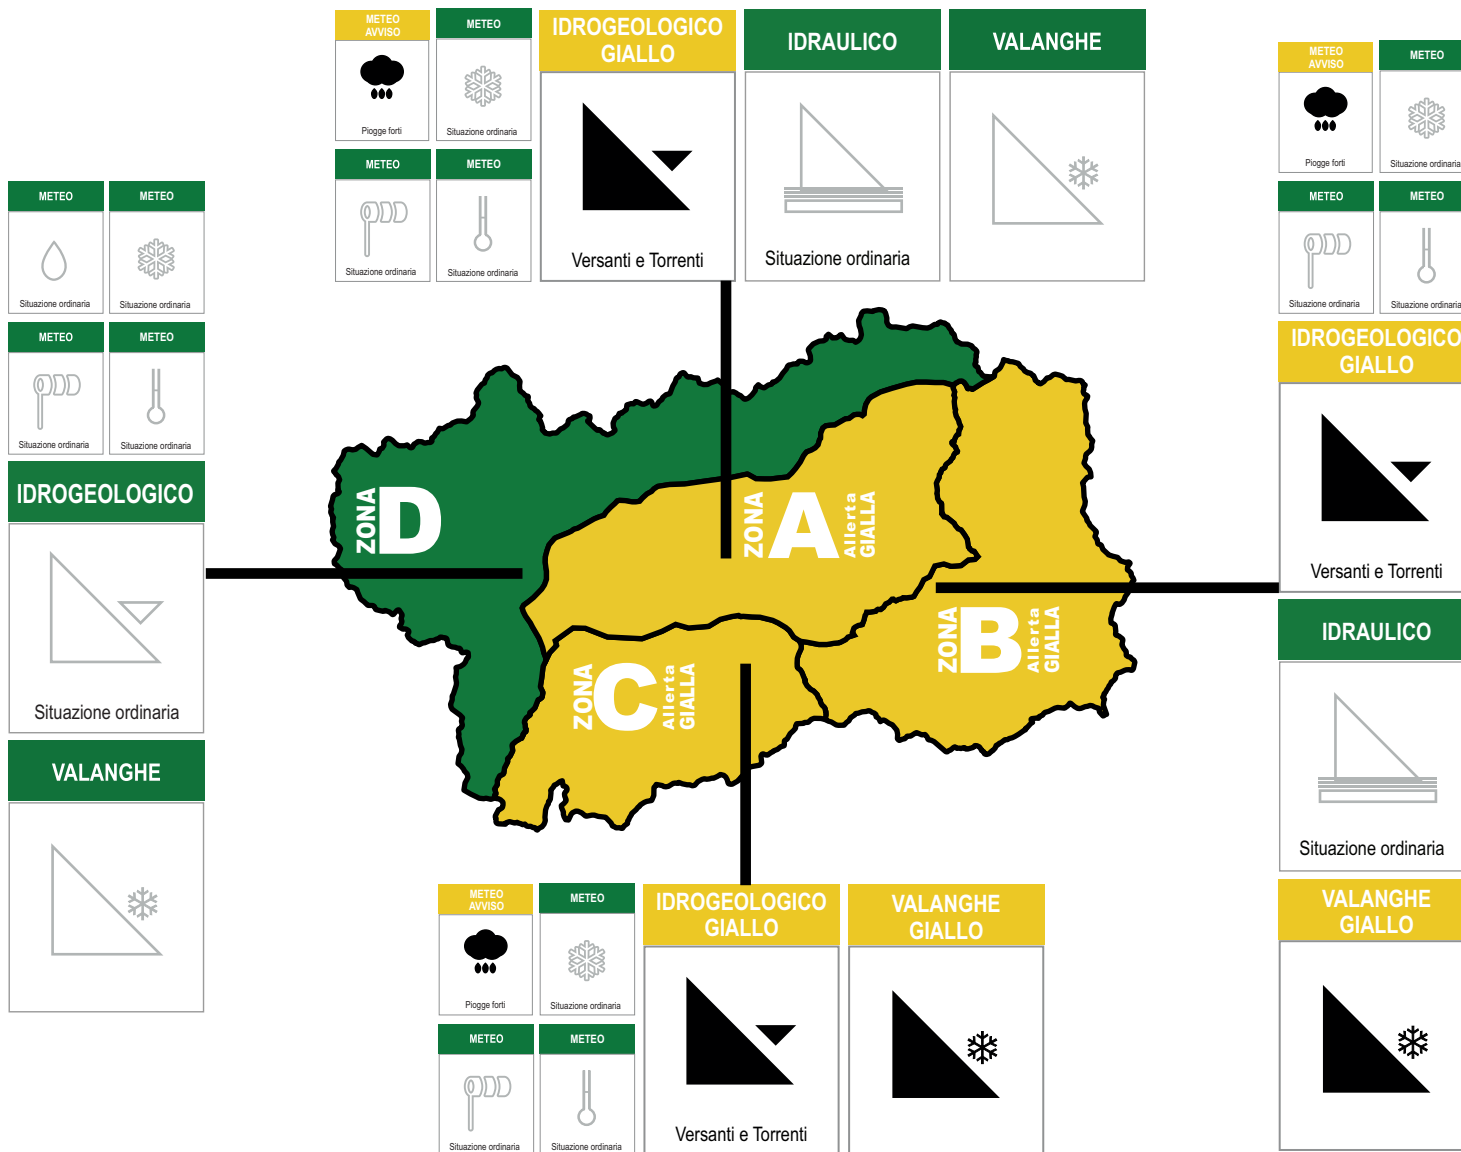 METEO
AVVISO
Piogge forti
METEO
Situazione ordinaria
METEO
Situazione ordinaria
METEO
Situazione ordinaria
IDROGEOLOGICO
GIALLO
Versanti e Torrenti
IDRAULICO
Situazione ordinaria
VALANGHE
METEO
AVVISO
Piogge forti
METEO
Situazione ordinaria
METEO
Situazione ordinaria
METEO
Situazione ordinaria
IDROGEOLOGICO
GIALLO
Versanti e Torrenti
IDRAULICO
Situazione ordinaria
VALANGHE
GIALLO
METEO
Situazione ordinaria
METEO
Situazione ordinaria
METEO
Situazione ordinaria
METEO
Situazione ordinaria
IDROGEOLOGICO
Situazione ordinaria
VALANGHE
ZONA D
ZONA A
Allerta
GIALLA
ZONA B
Allerta
GIALLA
ZONA C
Allerta
GIALLA
METEO
AVVISO
Piogge forti
METEO
Situazione ordinaria
METEO
Situazione ordinaria
METEO
Situazione ordinaria
IDROGEOLOGICO
GIALLO
Versanti e Torrenti
VALANGHE
GIALLO